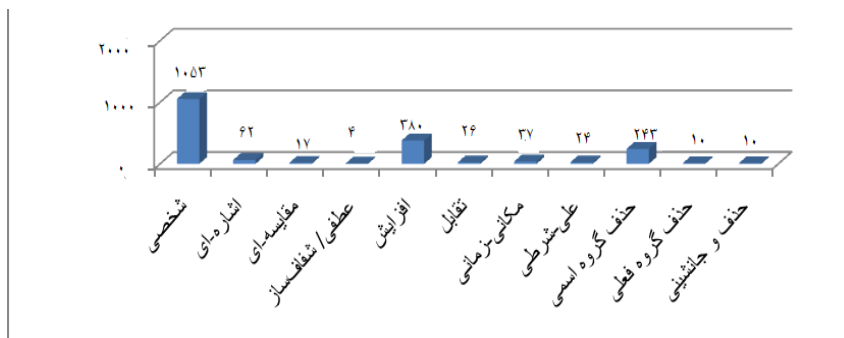 ۲۰۰۰
۱۰۰۰
۰
۱۰۵۳
۶۲
۱۷
۴
۳۸۰
۲۶
۳۷
۲۴
۲۴۳
۱۰
۱۰
شخصی
اشاره-ای
مقایسه-ای
عطفی/ شفاف‌ساز
افزایش
تقابل
مکانی-زمانی
علی-شرطی
حذف گروه اسمی
حذف گروه فعلی
حذف و جانشینی